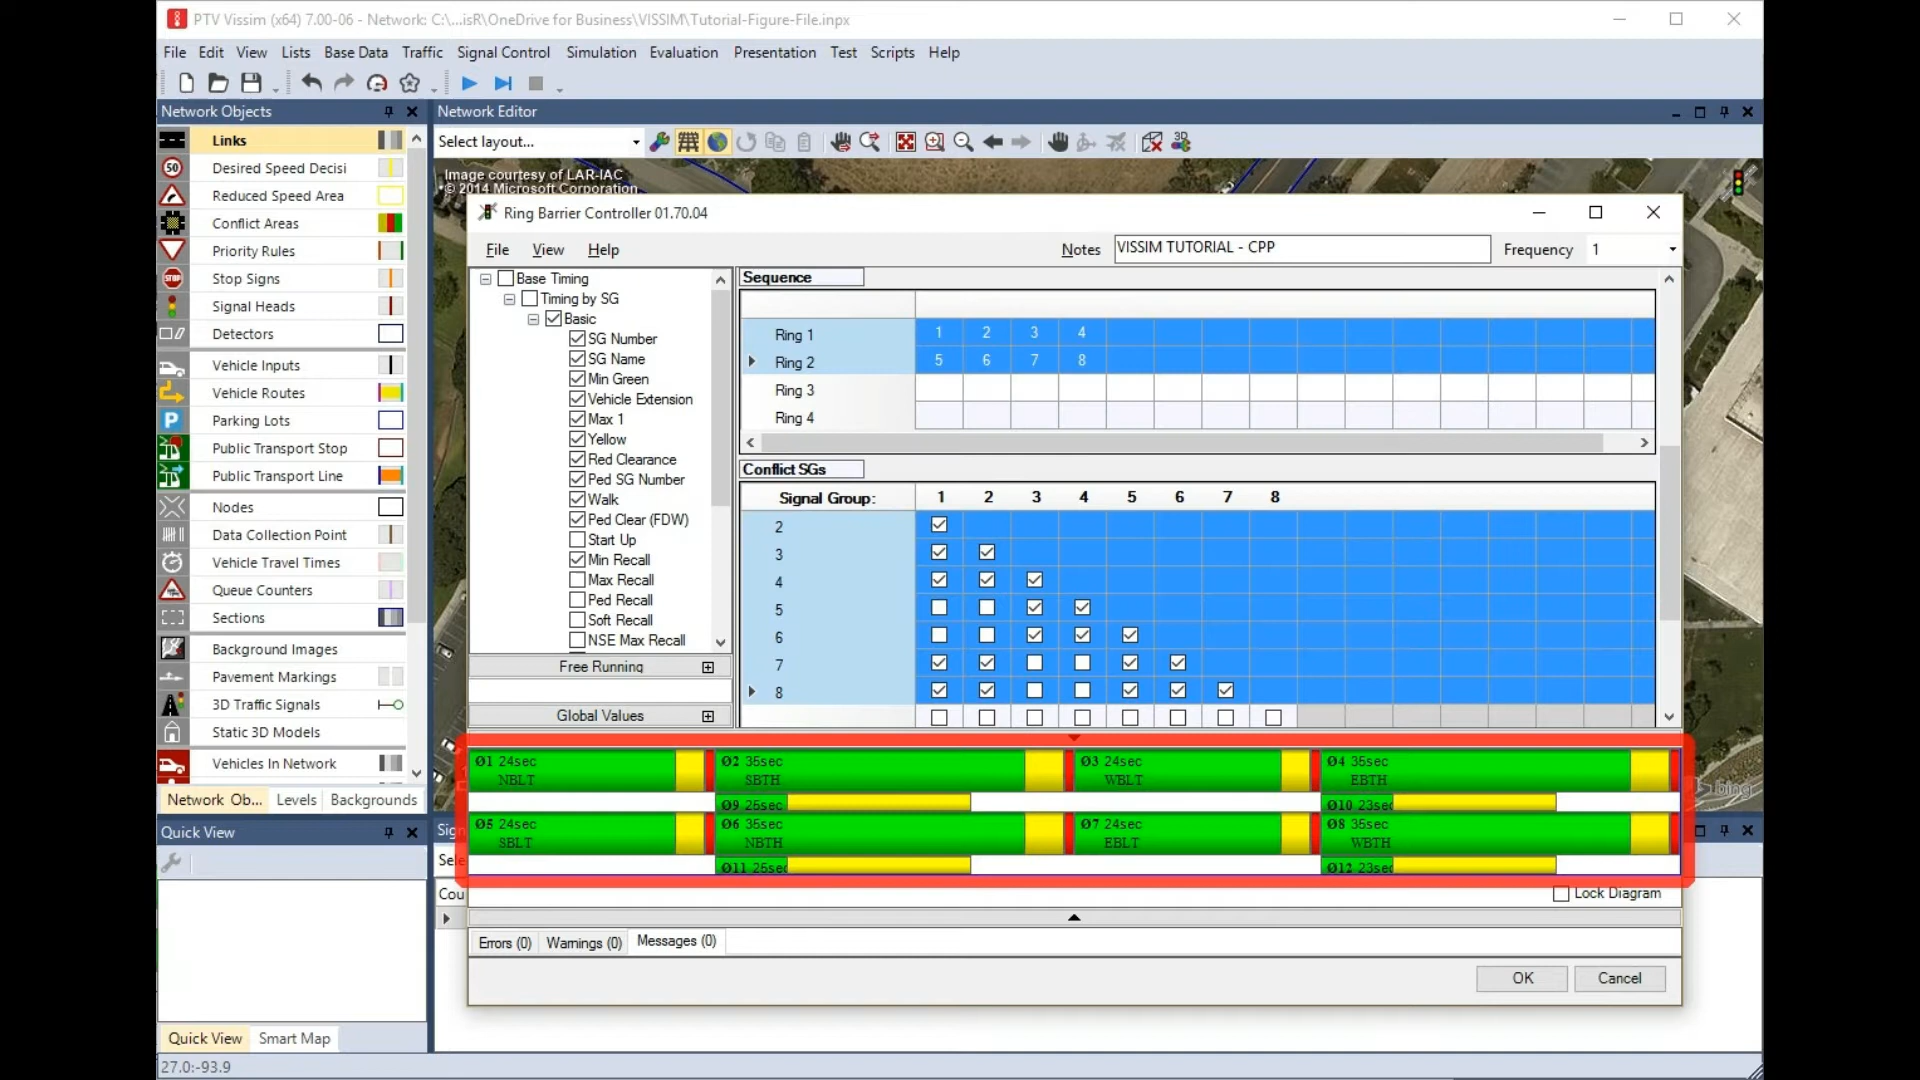 PTV Vissim (x64) 7.00-06 - Network: C:\...isR\OneDrive for Business\VISSIM\Tutorial-Figure-File.inpx
File Edit View Lists Base Data Traffic Signal Control Simulation Evaluation Presentation Test Scripts Help
Network Objects
Network Editor
Links
Desired Speed Decisi
Reduced Speed Area
Conflict Areas
Priority Rules
Stop Signs
Signal Heads
Detectors
Vehicle Inputs
Vehicle Routes
Parking Lots
Public Transport Stop
Public Transport Line
Nodes
Data Collection Point
Vehicle Travel Times
Queue Counters
Sections
Background Images
Pavement Markings
3D Traffic Signals
Static 3D Models
Vehicles In Network
Network Ob... Levels Backgrounds
Quick View
Quick View Smart Map
27.0:-93.9
Select layout...
3D
Image courtesy of LAR-IAC
© 2014 Microsoft Corporation
Ring Barrier Controller 01.70.04
File View Help
Notes VISSIM TUTORIAL - CPP Frequency 1
Base Timing
Timing by SG
Basic
SG Number
SG Name
Min Green
Vehicle Extension
Max 1
Yellow
Red Clearance
Ped SG Number
Walk
Ped Clear (FDW)
Start Up
Min Recall
Max Recall
Ped Recall
Soft Recall
NSE Max Recall
Free Running
Global Values
Sequence
Ring 1 1 2 3 4
Ring 2 5 6 7 8
Ring 3
Ring 4
Conflict SGs
Signal Group: 1 2 3 4 5 6 7 8
2
3
4
5
6
7
8
Ø1 24sec Ø2 35sec Ø3 24sec Ø4 35sec
NBLT SBTH WBLT EBTH
Ø9 25sec Ø10 23sec
Ø5 24sec Ø6 35sec Ø7 24sec Ø8 35sec
SBLT NBTH EBLT WBTH
Ø11 25sec Ø12 23sec
Lock Diagram
Errors (0) Warnings (0) Messages (0)
OK Cancel
Sele
Cou
bing
50
STOP
P